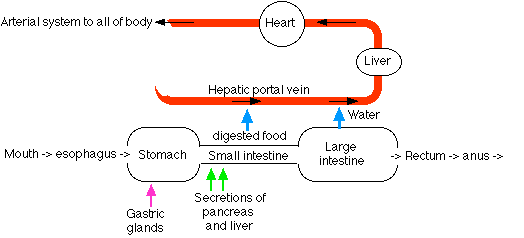 Arterial system to all of body
Heart
Liver
Hepatic portal vein
Water
digested food
Mouth -> esophagus ->
Stomach
Small intestine
Large
intestine
-> Rectum -> anus ->
Gastric
glands
Secretions of
pancreas
and liver